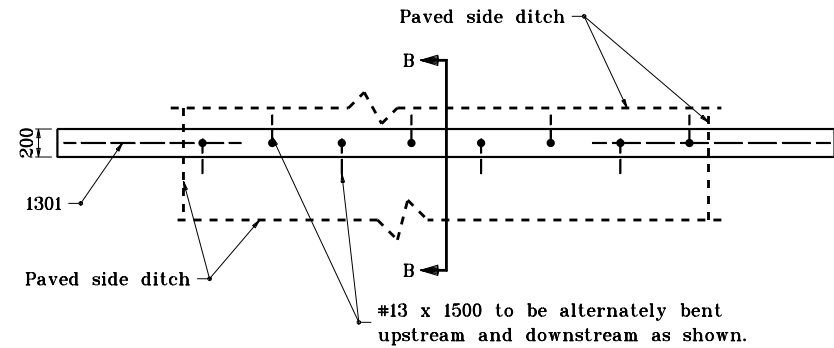 Paved side ditch
B
200
1301
B
Paved side ditch
#13 x 1500 to be alternately bent
upstream and downstream as shown.